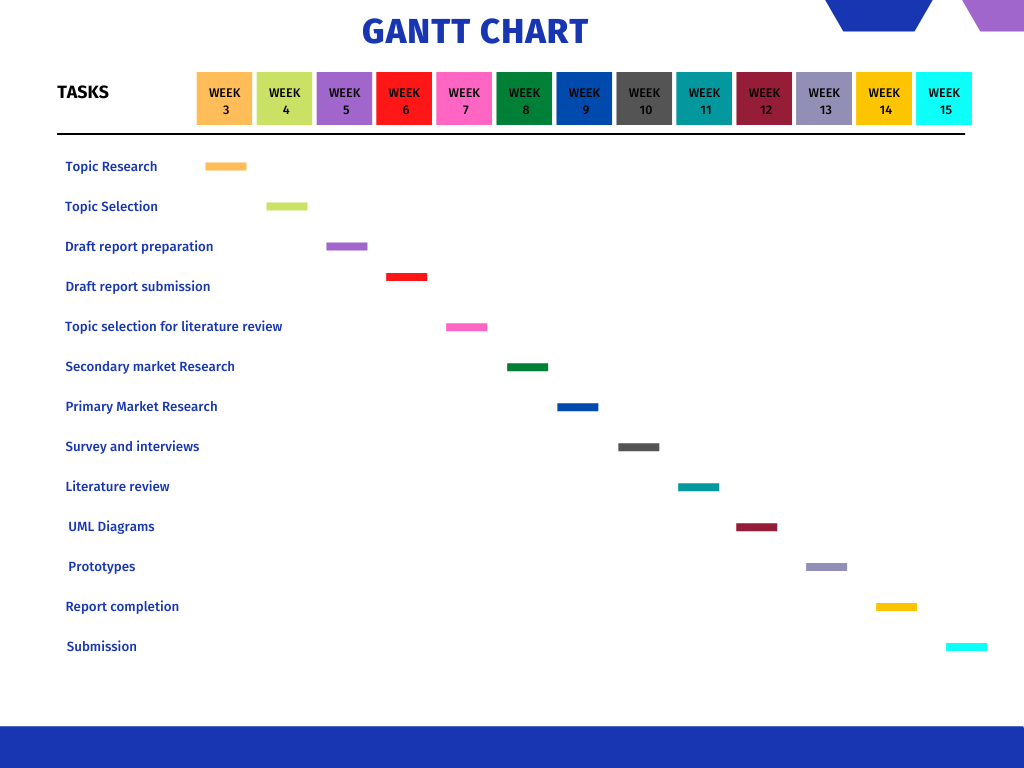 GANTT CHART
TASKS
WEEK 3
WEEK 4
WEEK 5
WEEK 6
WEEK 7
WEEK 8
WEEK 9
WEEK 10
WEEK 11
WEEK 12
WEEK 13
WEEK 14
WEEK 15
Topic Research
Topic Selection
Draft report preparation
Draft report submission
Topic selection for literature review
Secondary market Research
Primary Market Research
Survey and interviews
Literature review
UML Diagrams
Prototypes
Report completion
Submission